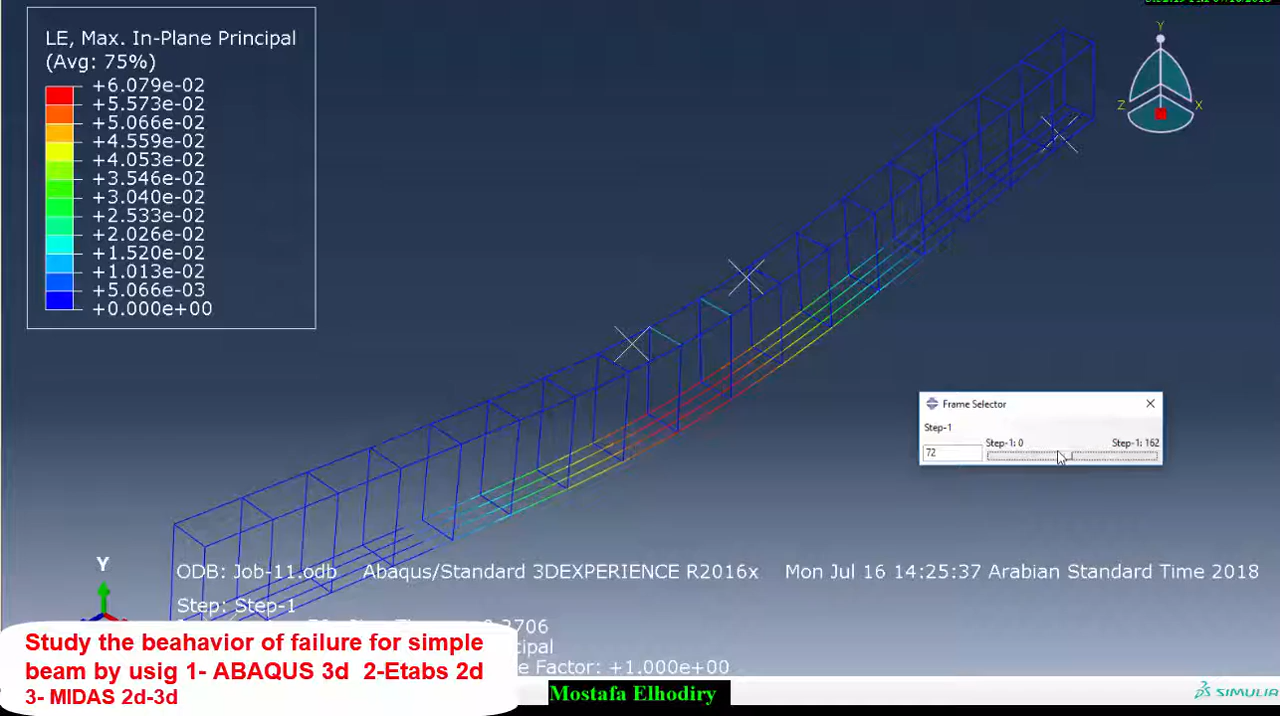 LE, Max. In-Plane Principal
(Avg: 75%)
+6.079e-02
+5.573e-02
+5.066e-02
+4.559e-02
+4.053e-02
+3.546e-02
+3.040e-02
+2.533e-02
+2.026e-02
+1.520e-02
+1.013e-02
+5.066e-03
+0.000e+00
Y
Z X
Frame Selector
Step-1
Step-1: 0 Step-1: 162
72
Y
ODB: Job-11.odb Abaqus/Standard 3DEXPERIENCE R2016x Mon Jul 16 14:25:37 Arabian Standard Time 2018
Step: Step-1
Factor: +1.000e+00
Study the beahavior of failure for simple
beam by usig 1- ABAQUS 3d 2-Etabs 2d
3- MIDAS 2d-3d
Mostafa Elhodiry
SIMULIA